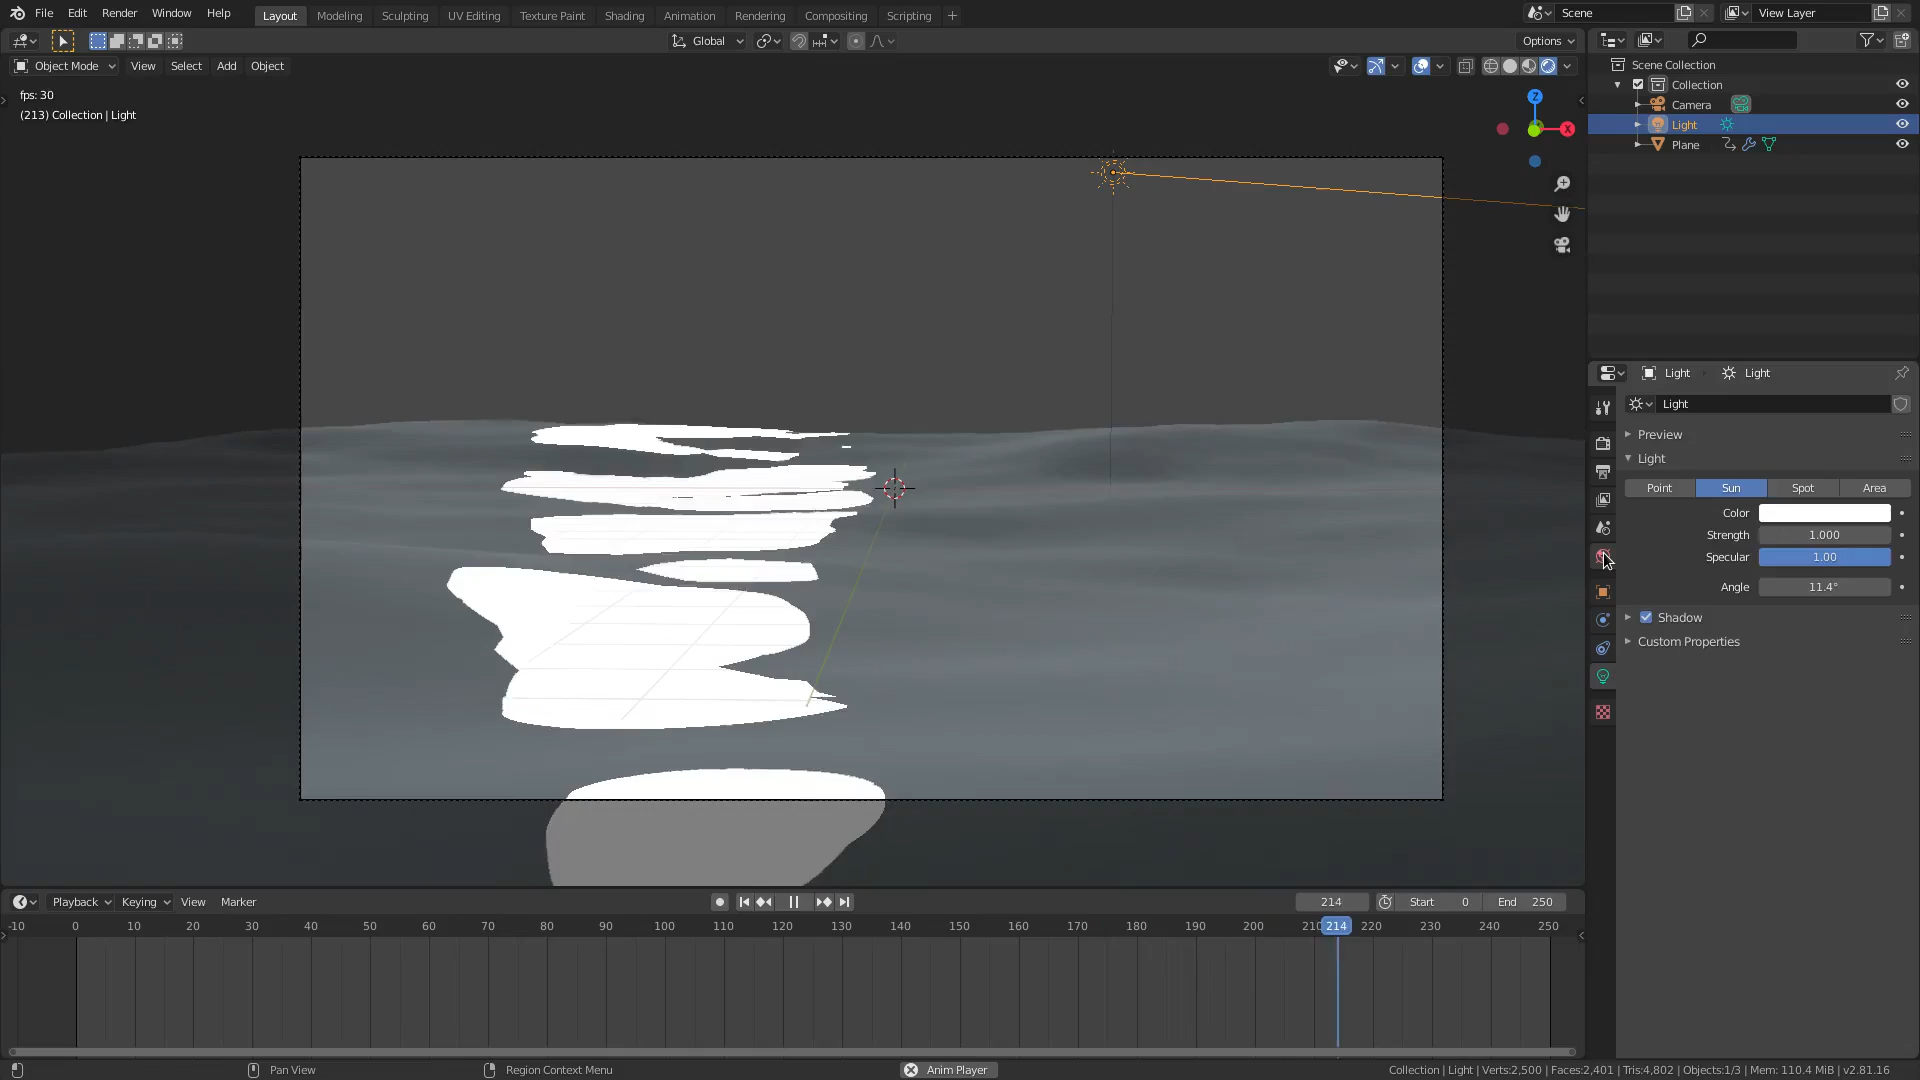 File Edit Render Window Help Layout Modeling Sculpting UV Editing Texture Paint Shading Animation Rendering Compositing Scripting + Scene View Layer
Global Options
Object Mode View Select Add Object
fps: 30
(213) Collection | Light
Z
X
Scene Collection
Collection
Camera
Light
Plane
Light Light
Light
Preview
Light
Point Sun Spot Area
Color
Strength 1.000
Specular 1.00
Angle 11.4°
Shadow
Custom Properties
Playback Keying View Marker 214 Start 0 End 250
-10 0 10 20 30 40 50 60 70 80 90 100 110 120 130 140 150 160 170 180 190 200 210 214 220 230 240 250
Pan View Region Context Menu Anim Player Collection | Light | Verts:2,500 | Faces:2,401 | Tris:4,802 | Objects:1/3 | Mem: 110.4 MiB | v2.81.16